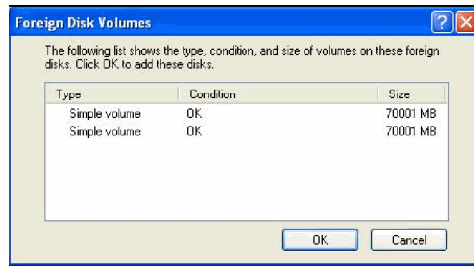 Foreign Disk Volumes
The following list shows the type, condition, and size of volumes on these foreign
disks. Click OK to add these disks.
Type Condition Size
Simple volume OK 70001 MB
Simple volume OK 70001 MB
OK Cancel